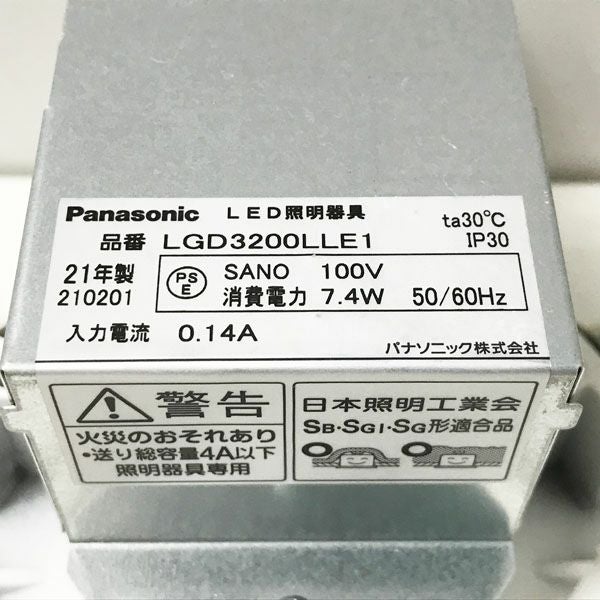 Panasonic LED照明器具 ta30℃
品番 LGD3200LLE1 IP30
21年製 PSE SANO 100V
210201 消費電力 7.4W 50/60Hz
入力電流 0.14A
パナソニック株式会社
警告
火災のおそれあり
・送り総容量4A以下
照明器具専用
日本照明工業会
SB・SGI・SG形適合品